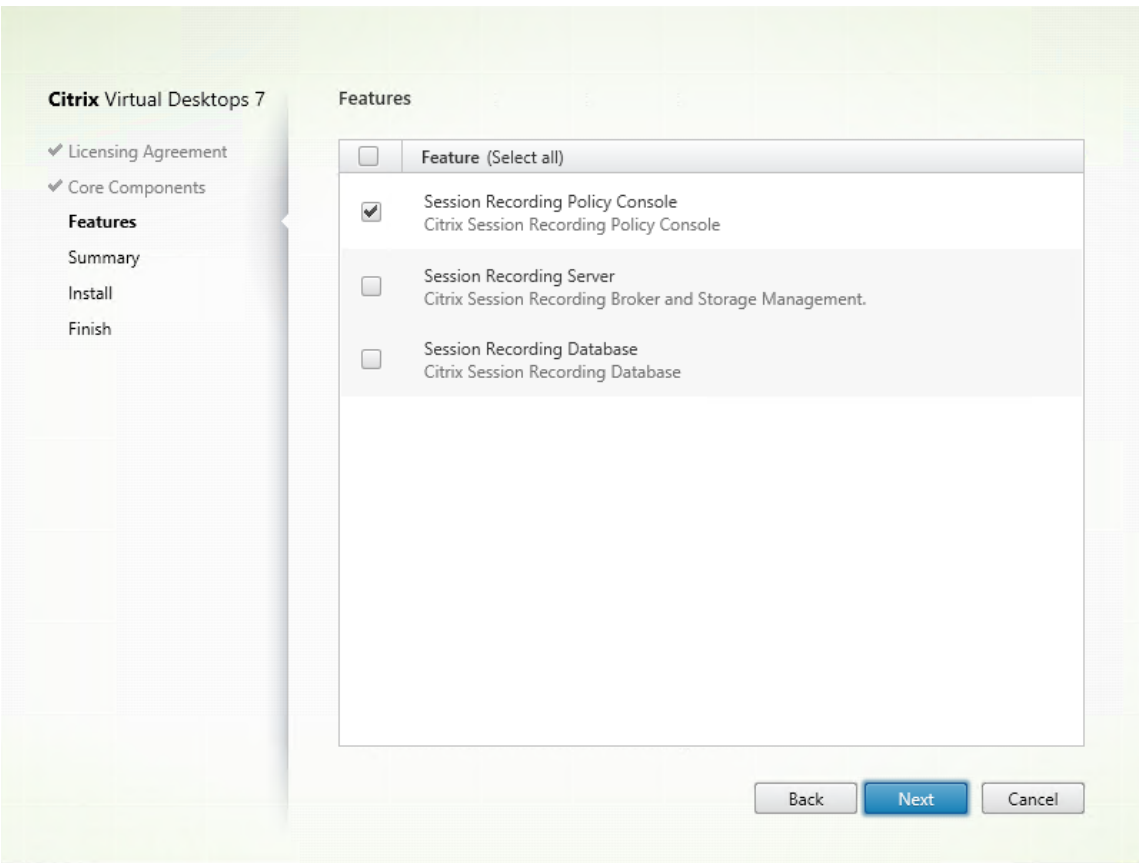 Citrix Virtual Desktops 7
Licensing Agreement
Core Components
Features
Summary
Install
Finish
Features
Feature (Select all)
Session Recording Policy Console
Citrix Session Recording Policy Console
Session Recording Server
Citrix Session Recording Broker and Storage Management.
Session Recording Database
Citrix Session Recording Database
Back
Next
Cancel